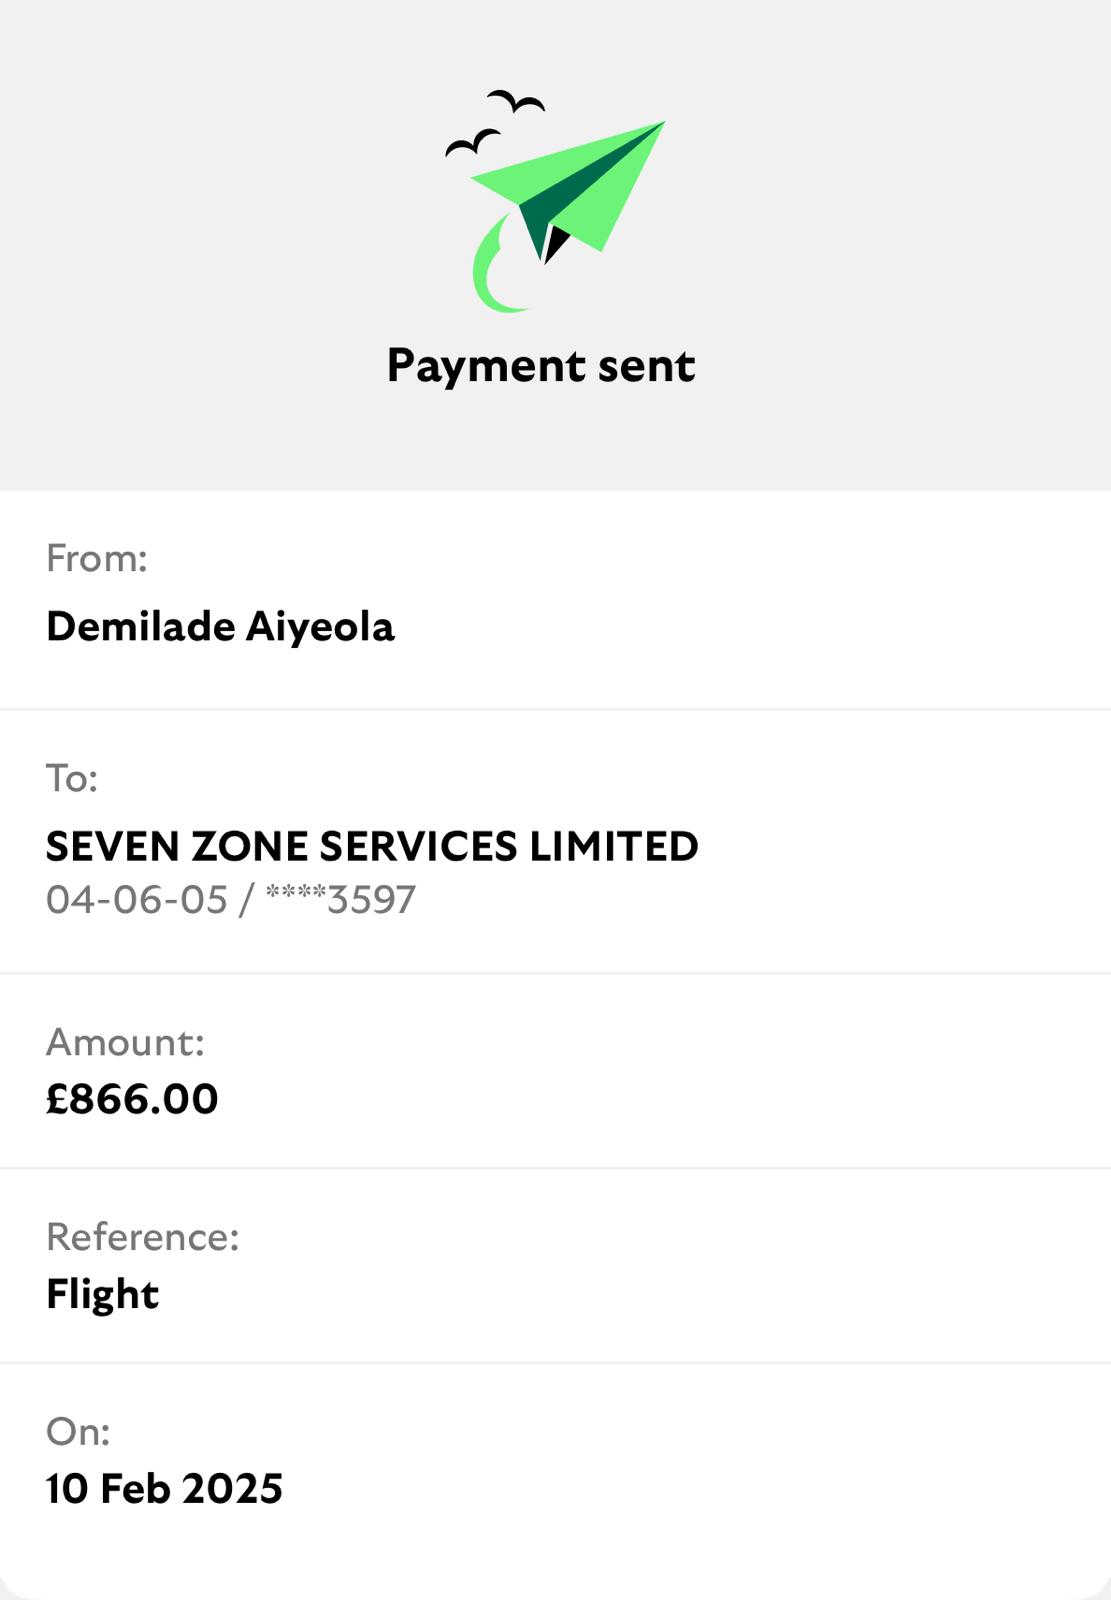 Payment sent
From:
Demilade Aiyeola
To:
SEVEN ZONE SERVICES LIMITED
04-06-05 / ****3597
Amount:
£866.00
Reference:
Flight
On:
10 Feb 2025